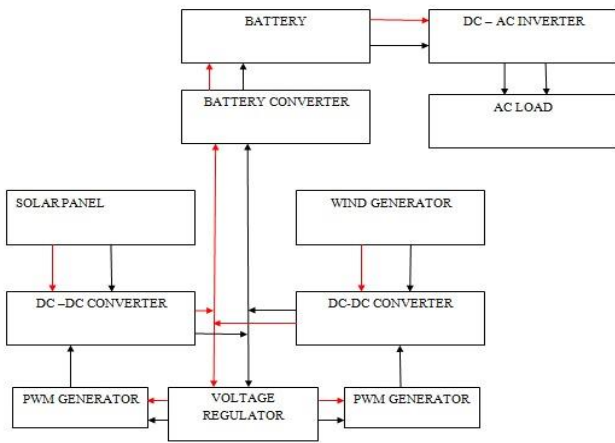 BATTERY
DC – AC INVERTER
BATTERY CONVERTER
AC LOAD
SOLAR PANEL
WIND GENERATOR
DC –DC CONVERTER
DC-DC CONVERTER
PWM GENERATOR
VOLTAGE
REGULATOR
PWM GENERATOR